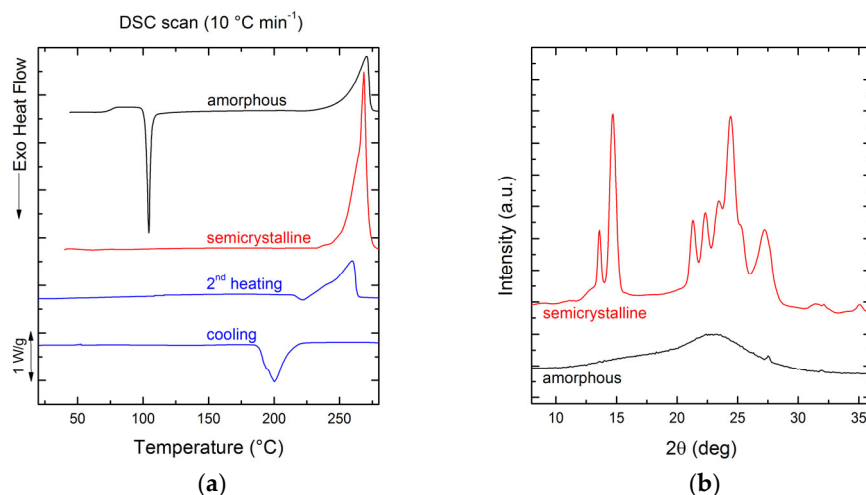 DSC scan (10 °C min⁻¹)
Exo Heat Flow
amorphous
semicrystalline
2nd heating
cooling
1 W/g
50 100 150 200 250
Temperature (°C)
(a)
Intensity (a.u.)
semicrystalline
amorphous
10 15 20 25 30 35
2θ (deg)
(b)